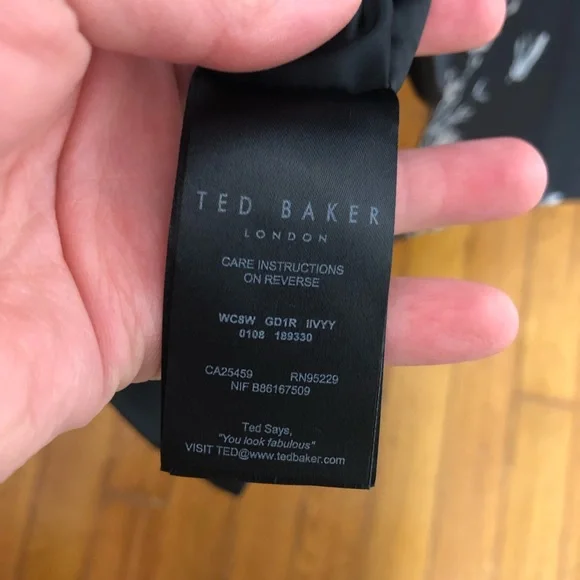 TED BAKER
LONDON
CARE INSTRUCTIONS
ON REVERSE
WC8W GD1R IIVYY
0108 189330
CA25459 RN95229
NIF B86167509
Ted Says,
"You look fabulous"
VISIT TED@www.tedbaker.com